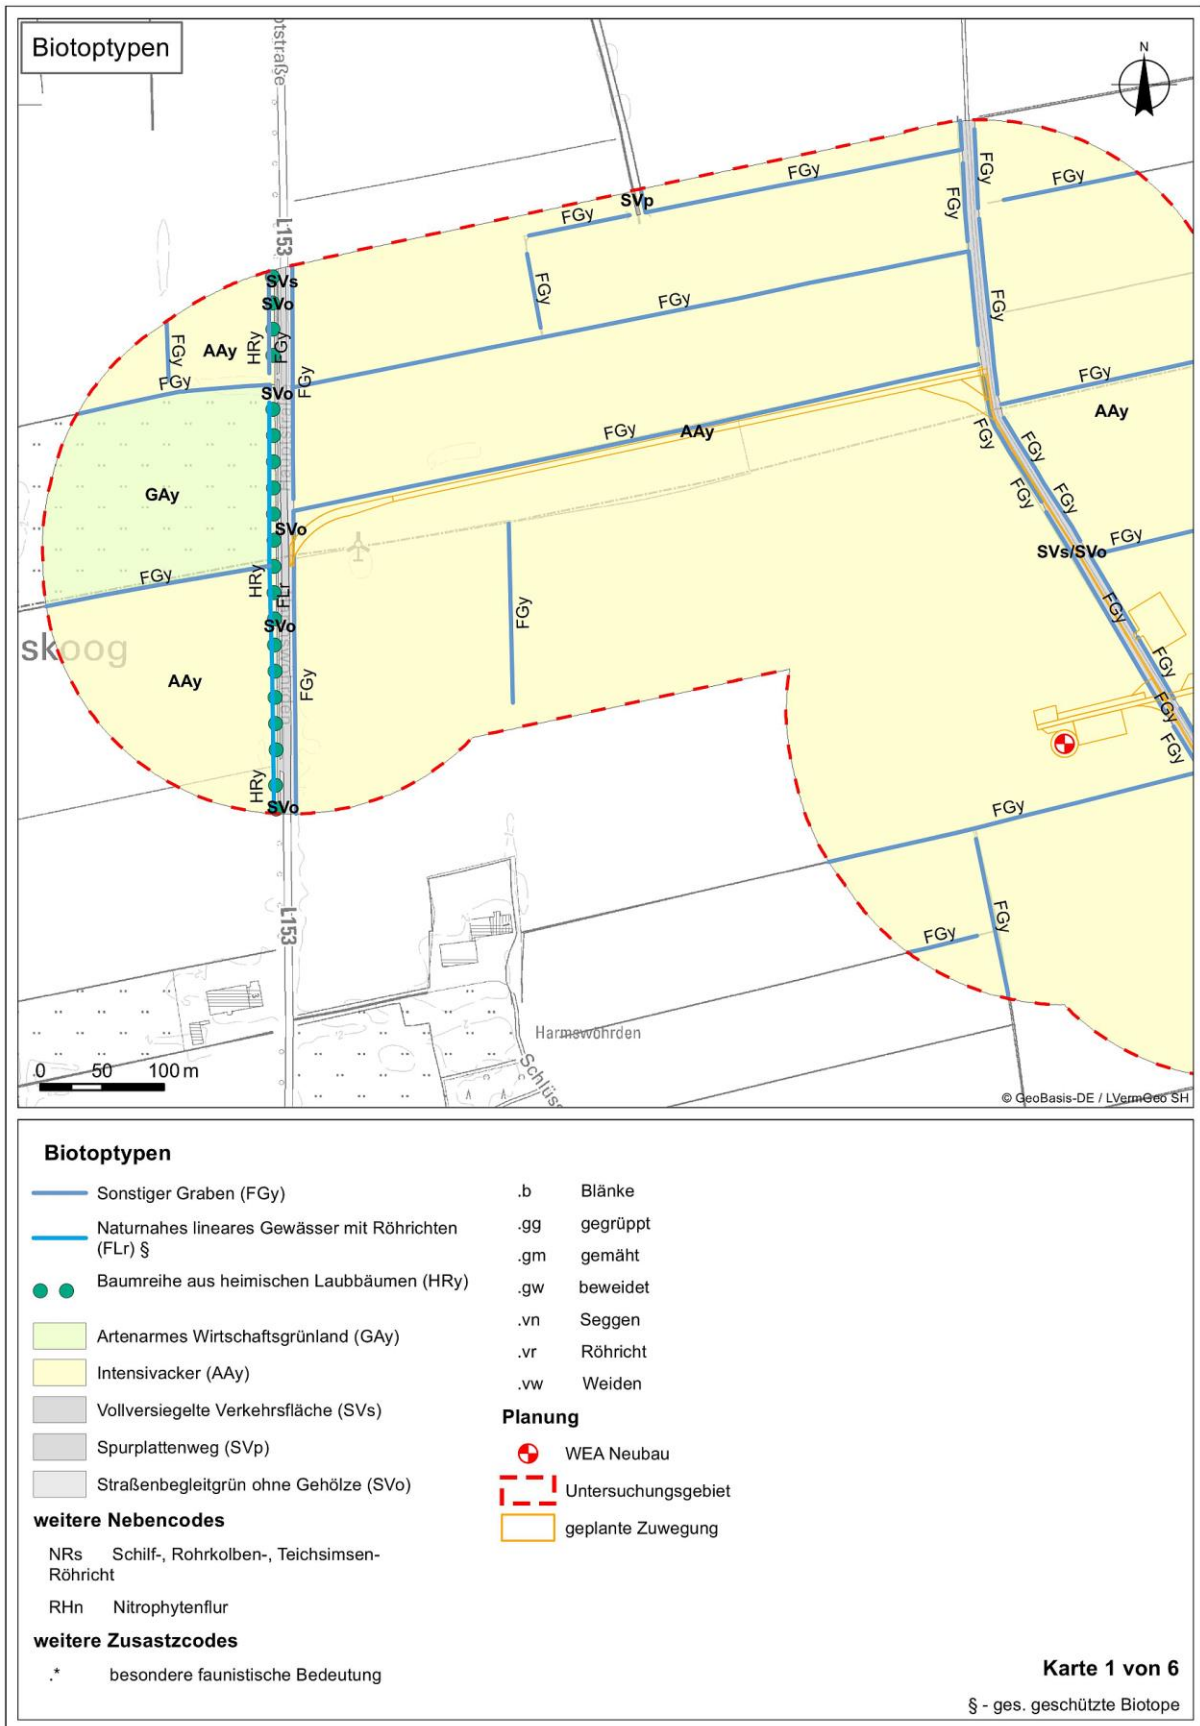 Biotoptypen
N
L153
SVp
FGy
FGy
FGy
FGy
FGy
FGy
FGy
FGy
FGy
SVs
SVo
HRy
FGy
FGy
AAy
FGy
FGy
SVo
FGy
FGy
AAy
FGy
AAy
GAy
SVo
FGy
FGy
FGy
FGy
SVs/SVo
FGy
FGy
HRy
FLr
SVo
FGy
FGy
skoog
AAy
FGy
FGy
FGy
FGy
HRy
SVo
FGy
FGy
FGy
L153
Harmswöhrden
0 50 100 m
© GeoBasis-DE / LVermGeo SH
Biotoptypen
Sonstiger Graben (FGy)
Naturnahes lineares Gewässer mit Röhrichten
(FLr) §
Baumreihe aus heimischen Laubbäumen (HRy)
Artenarmes Wirtschaftsgrünland (GAy)
Intensivacker (AAy)
Vollversiegelte Verkehrsfläche (SVs)
Spurplattenweg (SVp)
Straßenbegleitgrün ohne Gehölze (SVo)
weitere Nebencodes
NRs Schilf-, Rohrkolben-, Teichsimsen-
Röhricht
RHn Nitrophytenflur
weitere Zusastzcodes
.* besondere faunistische Bedeutung
.b Blänke
.gg gegrüppt
.gm gemäht
.gw beweidet
.vn Seggen
.vr Röhricht
.vw Weiden
Planung
WEA Neubau
Untersuchungsgebiet
geplante Zuwegung
Karte 1 von 6
§ - ges. geschützte Biotope